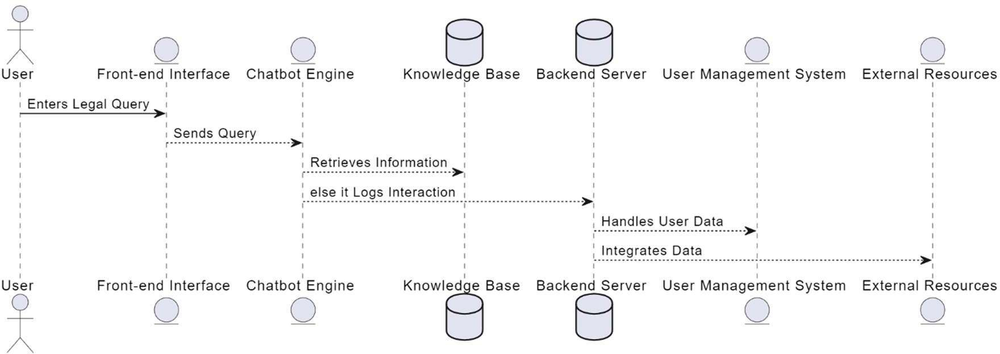 User
Front-end Interface
Chatbot Engine
Knowledge Base
Backend Server
User Management System
External Resources
Enters Legal Query
Sends Query
Retrieves Information
else it Logs Interaction
Handles User Data
Integrates Data
User
Front-end Interface
Chatbot Engine
Knowledge Base
Backend Server
User Management System
External Resources